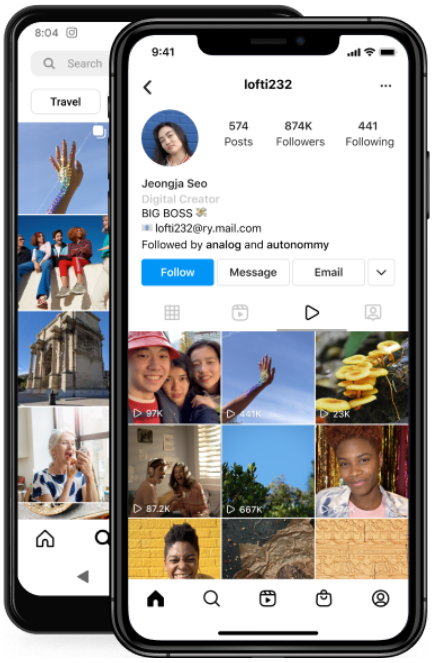 8:04
Search
Travel
9:41
lofti232
574 874K 441
Posts Followers Following
Jeongja Seo
Digital Creator
BIG BOSS
lofti232@ry.mail.com
Followed by analog and autonommy
Follow Message Email
97K 441K 23K
87.2K 667K